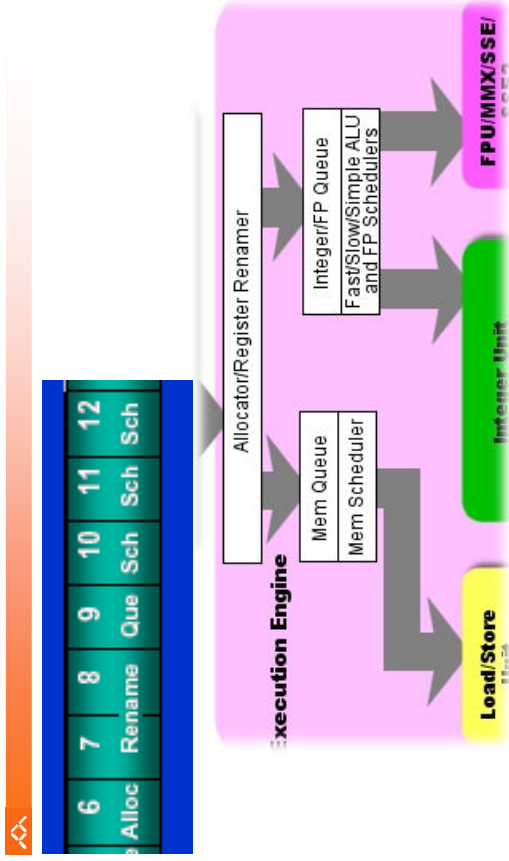 6 7 8 9 10 11 12
e Alloc Rename Que Sch Sch Sch
Allocator/Register Renamer
Execution Engine
Mem Queue
Mem Scheduler
Integer/FP Queue
Fast/Slow/Simple ALU
and FP Schedulers
Load/Store
Unit
Integer Unit
FPU/MMX/SSE/
SSE2